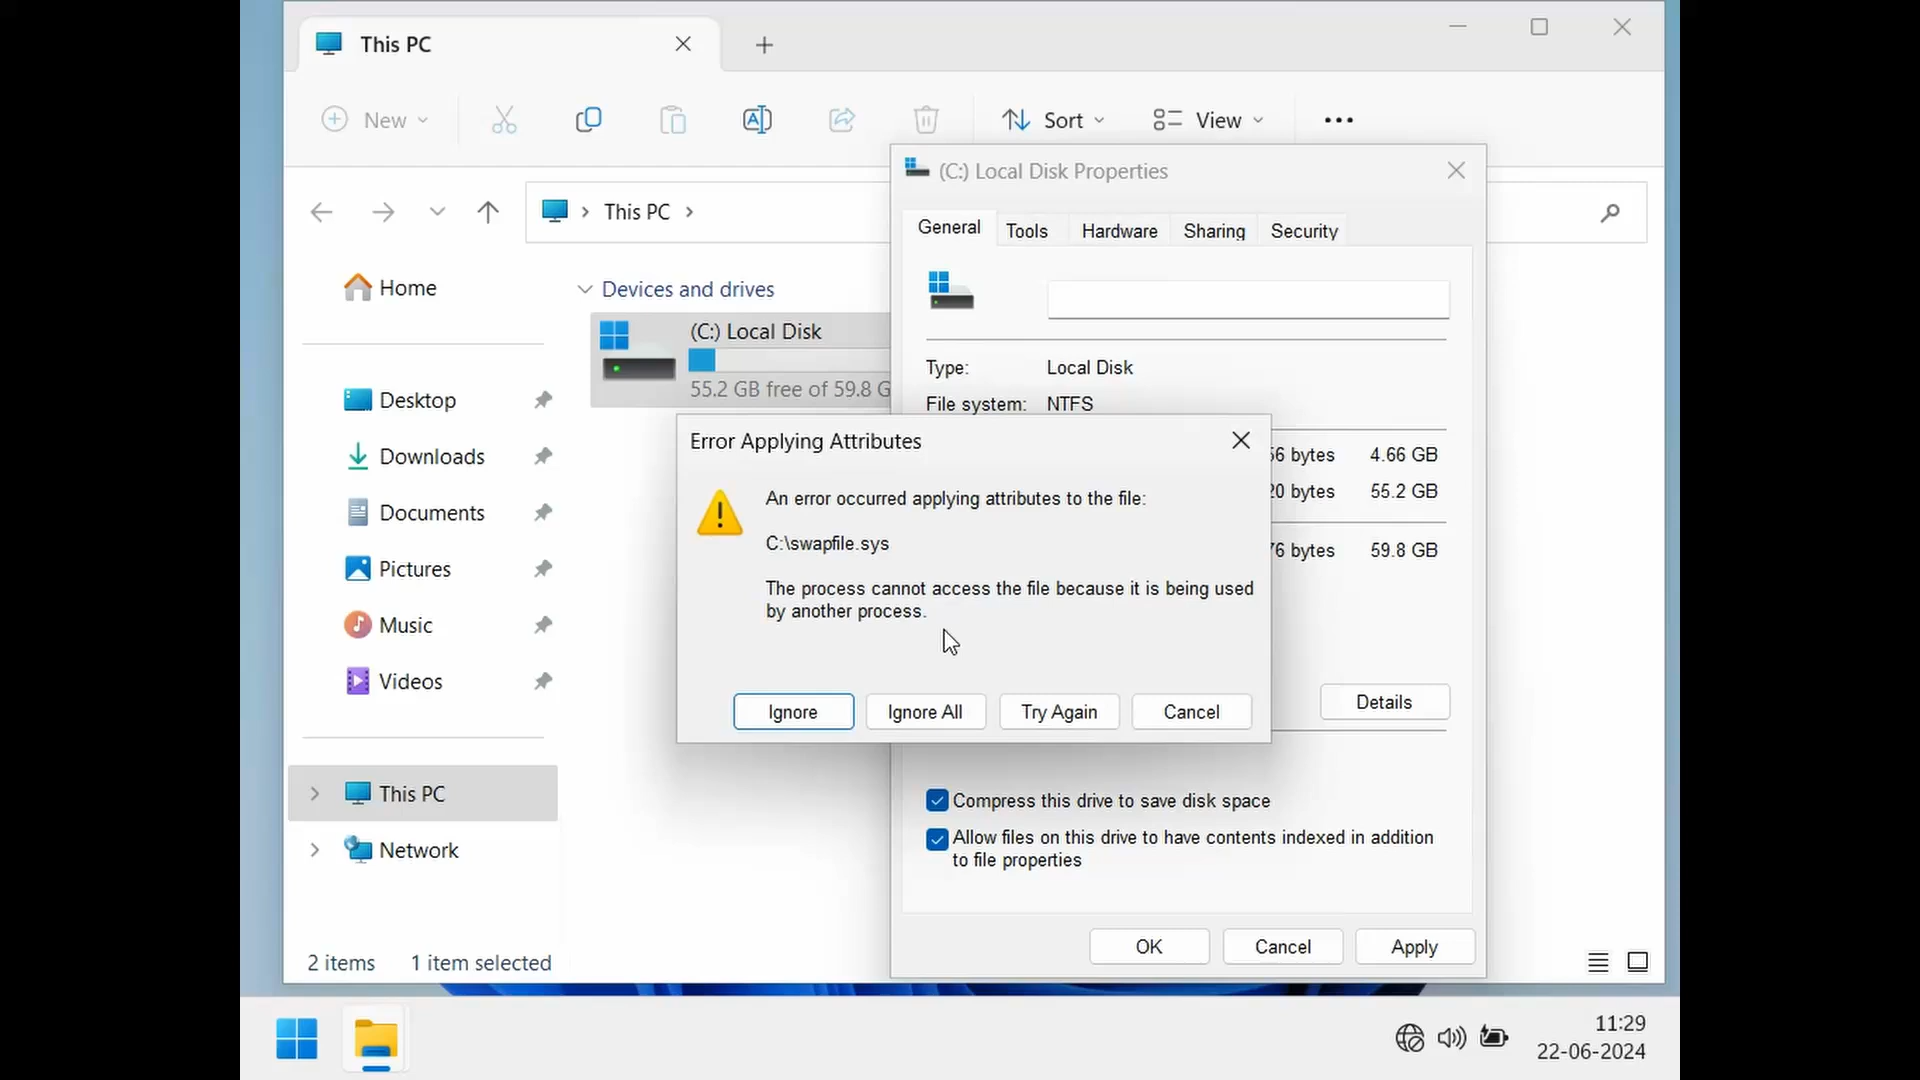 This PC
New
Sort
View
This PC
Home
Desktop
Downloads
Documents
Pictures
Music
Videos
This PC
Network
Devices and drives
(C:) Local Disk
55.2 GB free of 59.8 G
2 items 1 item selected
(C:) Local Disk Properties
General Tools Hardware Sharing Security
Type: Local Disk
File system: NTFS
56 bytes 4.66 GB
20 bytes 55.2 GB
76 bytes 59.8 GB
Details
Compress this drive to save disk space
Allow files on this drive to have contents indexed in addition
to file properties
OK Cancel Apply
Error Applying Attributes
An error occurred applying attributes to the file:
C:\swapfile.sys
The process cannot access the file because it is being used
by another process.
Ignore Ignore All Try Again Cancel
11:29
22-06-2024